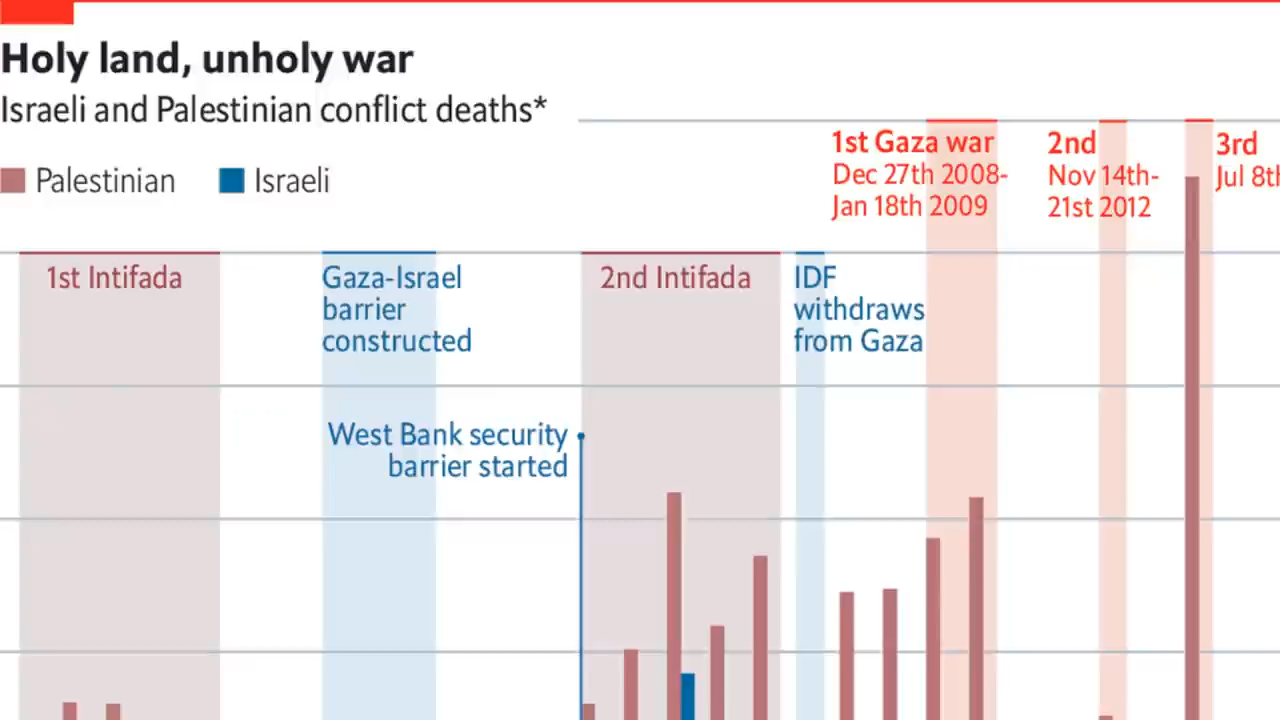 Holy land, unholy war
Israeli and Palestinian conflict deaths*
Palestinian
Israeli
1st Gaza war
Dec 27th 2008-
Jan 18th 2009
2nd
Nov 14th-
21st 2012
3rd
Jul 8th
1st Intifada
Gaza-Israel
barrier
constructed
2nd Intifada
IDF
withdraws
from Gaza
West Bank security
barrier started